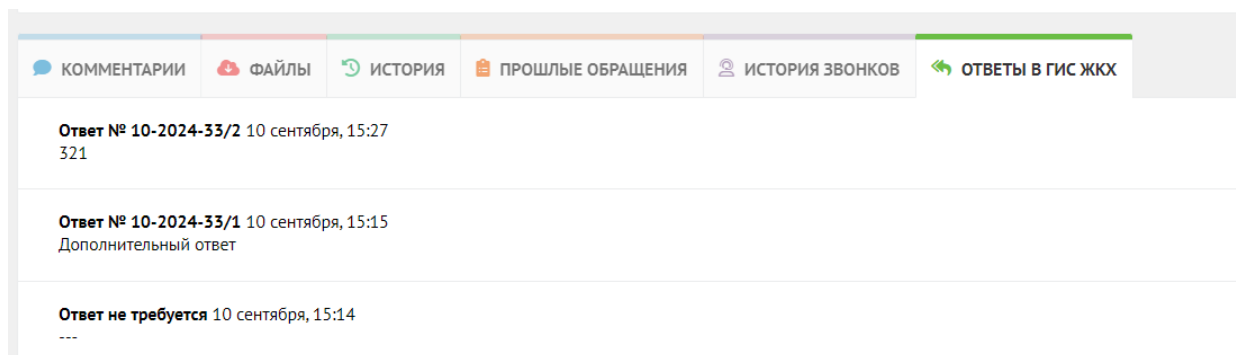 КОММЕНТАРИИ ФАЙЛЫ ИСТОРИЯ ПРОШЛЫЕ ОБРАЩЕНИЯ ИСТОРИЯ ЗВОНКОВ ОТВЕТЫ В ГИС ЖКХ
Ответ № 10-2024-33/2 10 сентября, 15:27
321
Ответ № 10-2024-33/1 10 сентября, 15:15
Дополнительный ответ
Ответ не требуется 10 сентября, 15:14
---